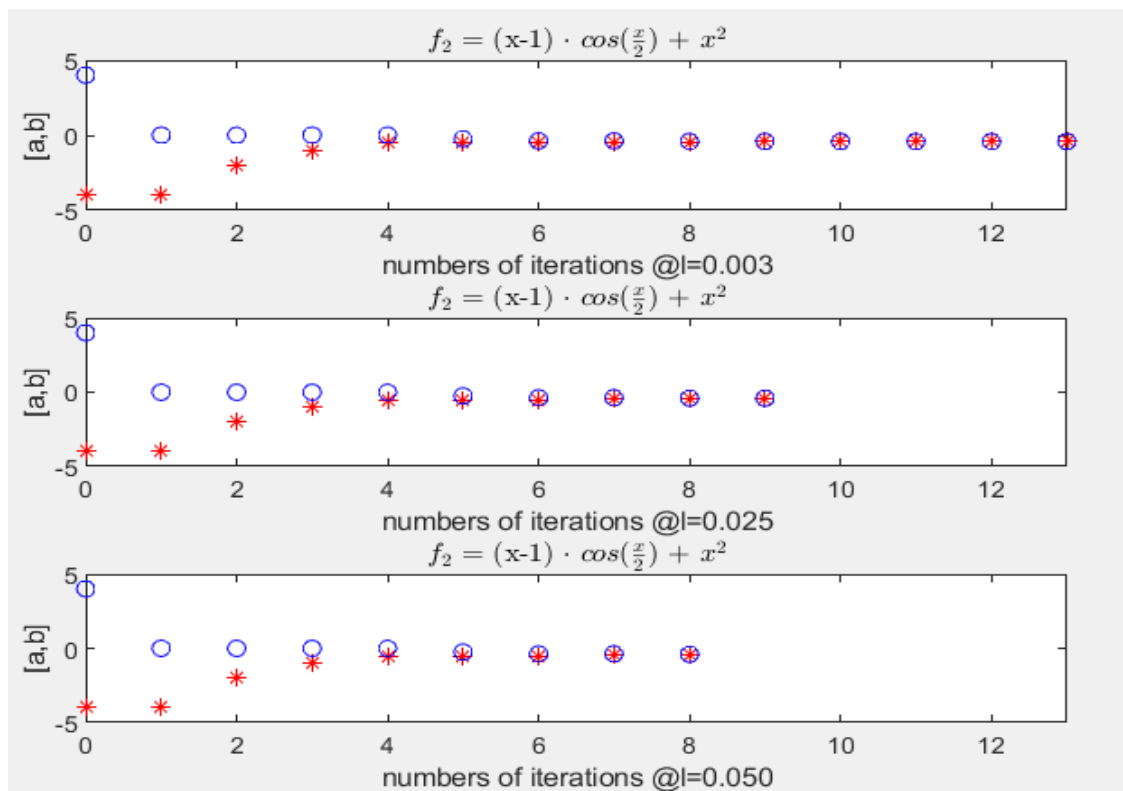 f₂ = (x-1) · cos(x/2) + x²
5
0
-5
[a,b]
0 2 4 6 8 10 12
numbers of iterations @l=0.003
f₂ = (x-1) · cos(x/2) + x²
5
0
-5
[a,b]
0 2 4 6 8 10 12
numbers of iterations @l=0.025
f₂ = (x-1) · cos(x/2) + x²
5
0
-5
[a,b]
0 2 4 6 8 10 12
numbers of iterations @l=0.050